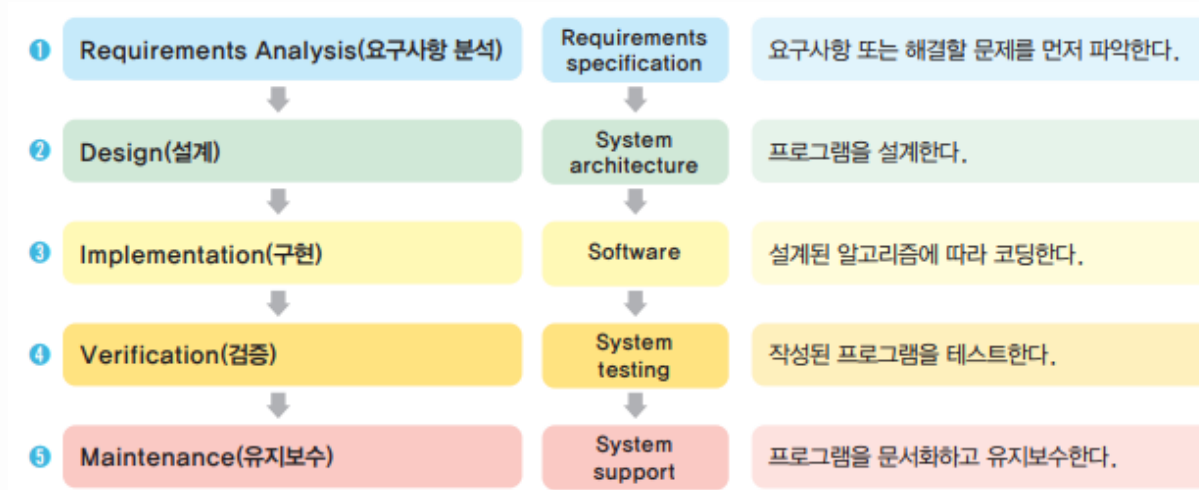 ❶ Requirements Analysis(요구사항 분석)
Requirements
specification
요구사항 또는 해결할 문제를 먼저 파악한다.
❷ Design(설계)
System
architecture
프로그램을 설계한다.
❸ Implementation(구현)
Software
설계된 알고리즘에 따라 코딩한다.
❹ Verification(검증)
System
testing
작성된 프로그램을 테스트한다.
❺ Maintenance(유지보수)
System
support
프로그램을 문서화하고 유지보수한다.